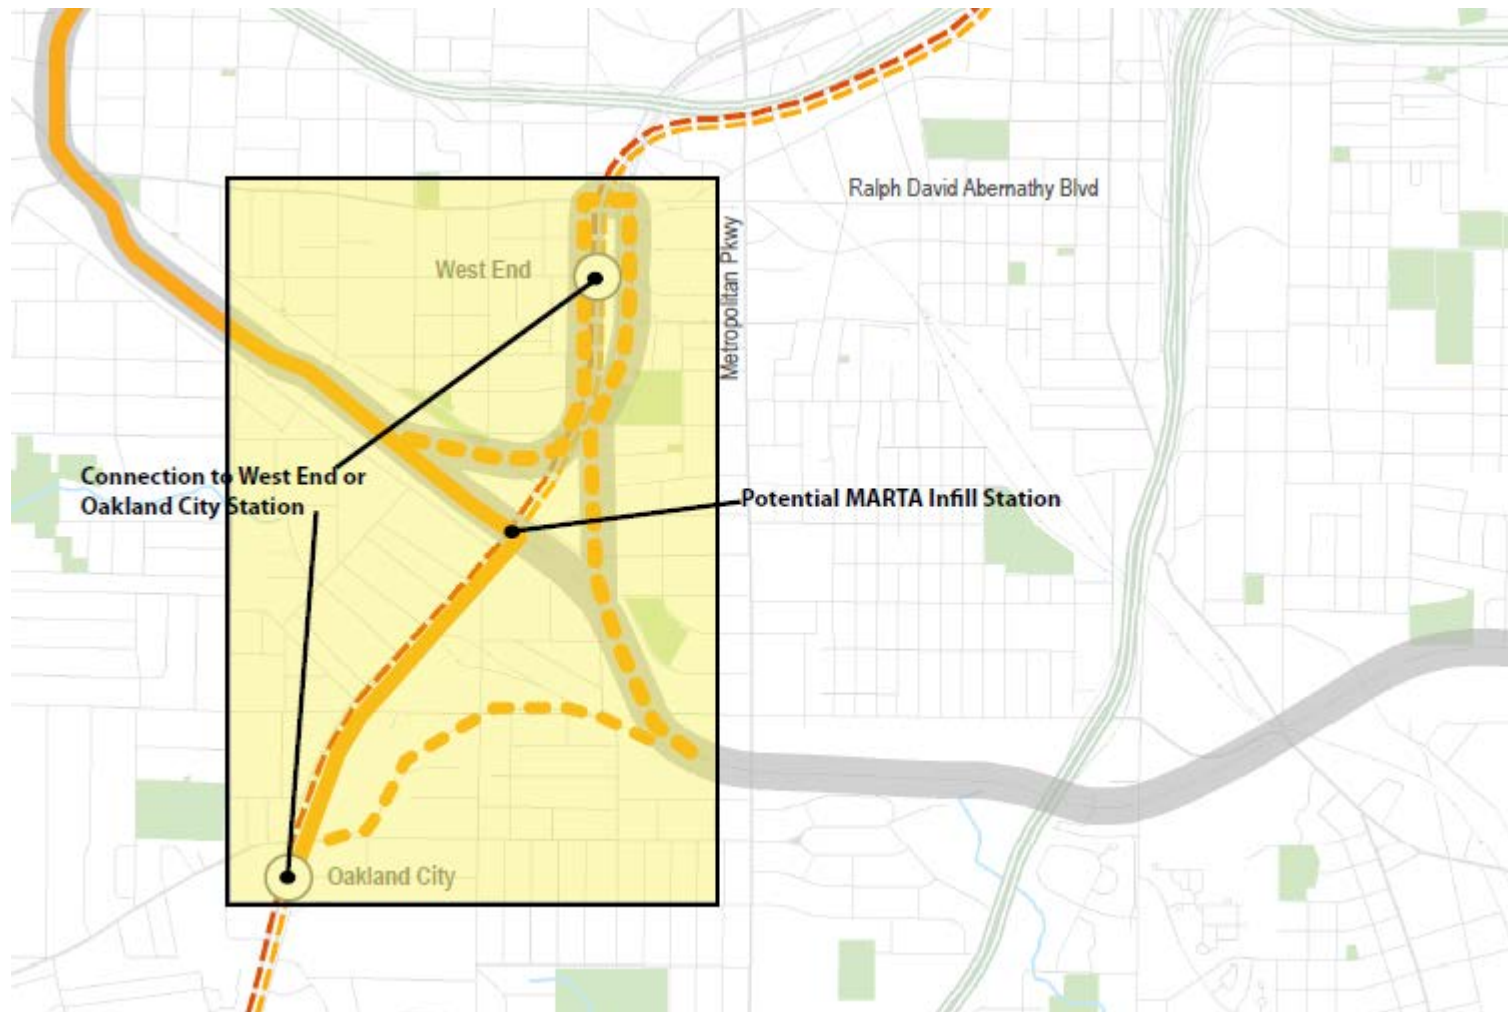 Ralph David Abernathy Blvd
West End
Metropolitan Pkwy
Connection to West End or
Oakland City Station
Potential MARTA Infill Station
Oakland City